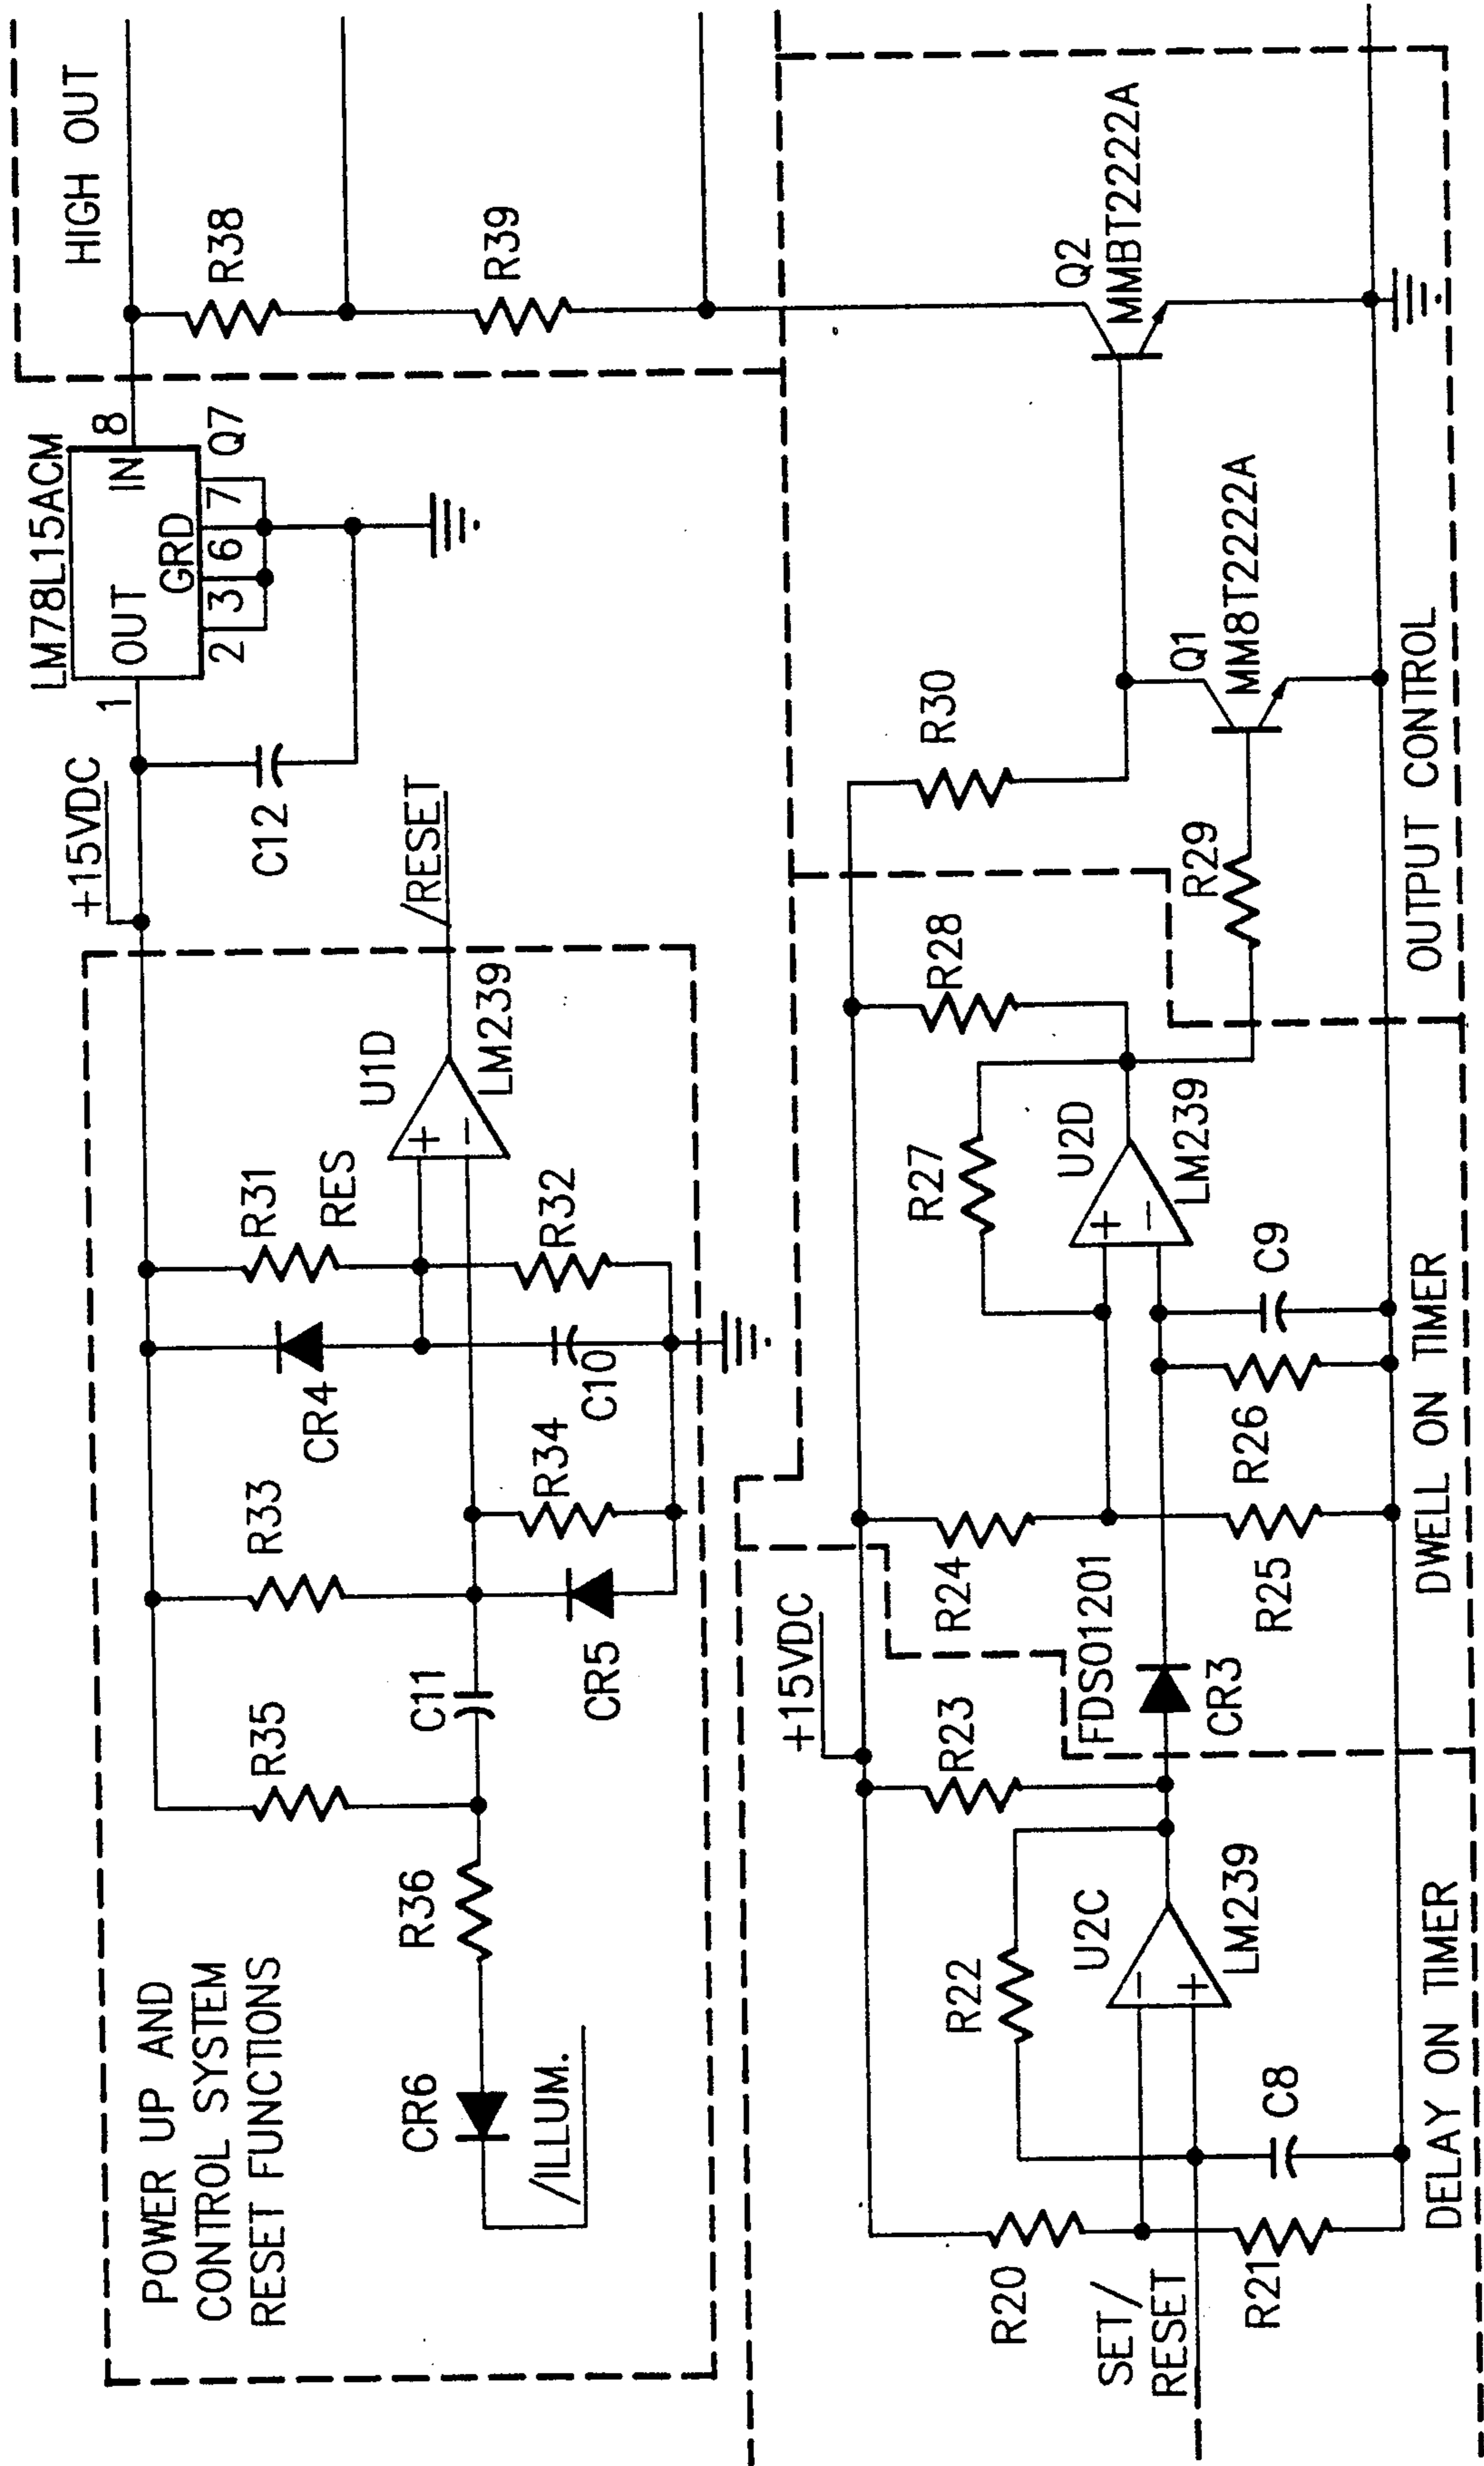 HIGH OUT
R38
R39
LM78L15ACM
OUT
IN
GRD
1
8
2
3
6
7
Q7
+15VDC
C12
/RESET
POWER UP AND
CONTROL SYSTEM
RESET FUNCTIONS
R35
R33
CR4
R31
RES
U1D
+
−
LM239
R32
C10
R34
CR5
C11
R36
CR6
/ILLUM.
+15VDC
R20
SET/
RESET
R21
R22
U2C
−
+
LM239
C8
DELAY ON TIMER
R23
FDSO1201
CR3
R24
R25
R26
C9
R27
U2D
+
−
LM239
R28
DWELL ON TIMER
R29
R30
Q1
MM8T2222A
Q2
MMBT2222A
OUTPUT CONTROL